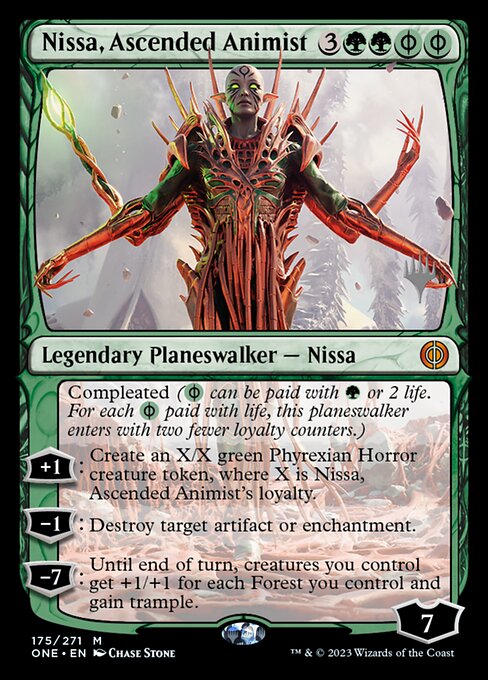 Nissa, Ascended Animist 3
Legendary Planeswalker — Nissa
Compleated ( can be paid with or 2 life.
For each paid with life, this planeswalker
enters with two fewer loyalty counters.)
+1: Create an X/X green Phyrexian Horror
creature token, where X is Nissa,
Ascended Animist's loyalty.
−1: Destroy target artifact or enchantment.
−7: Until end of turn, creatures you control
get +1/+1 for each Forest you control and
gain trample.
7
175/271 M
ONE • EN Chase Stone
™ & © 2023 Wizards of the Coast